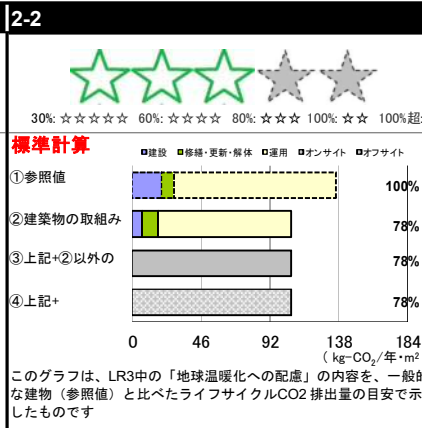 2-2
30%: ☆☆☆☆☆ 60%: ☆☆☆☆ 80%: ☆☆☆ 100%: ☆☆ 100%超:
標準計算
■建設 ■修繕・更新・解体 ■運用 ■オンサイト ■オフサイト
①参照値 100%
②建築物の取組み 78%
③上記+②以外の 78%
④上記+ 78%
0 46 92 138 184
( kg-CO₂/年・m²
このグラフは、LR3中の「地球温暖化への配慮」の内容を、一般的
な建物（参照値）と比べたライフサイクルCO2 排出量の目安で示
したものです